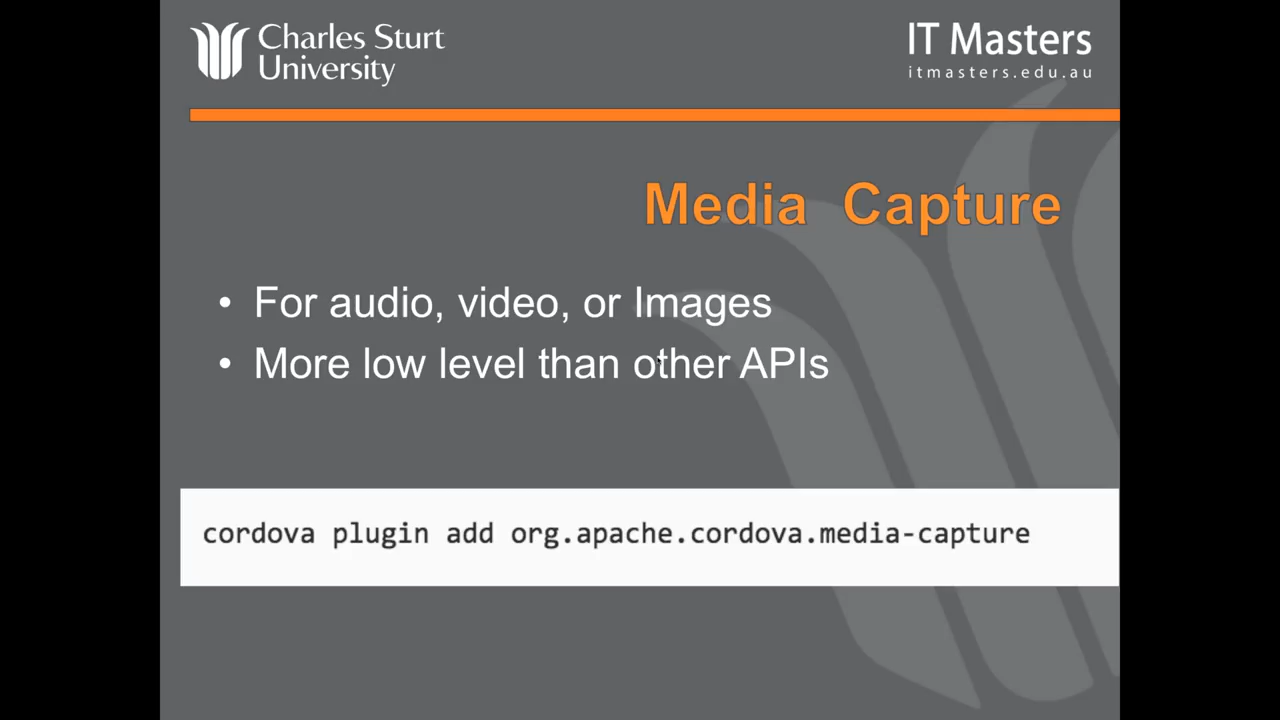 Charles Sturt
University
IT Masters
itmasters.edu.au
Media Capture
• For audio, video, or Images
• More low level than other APIs
cordova plugin add org.apache.cordova.media-capture